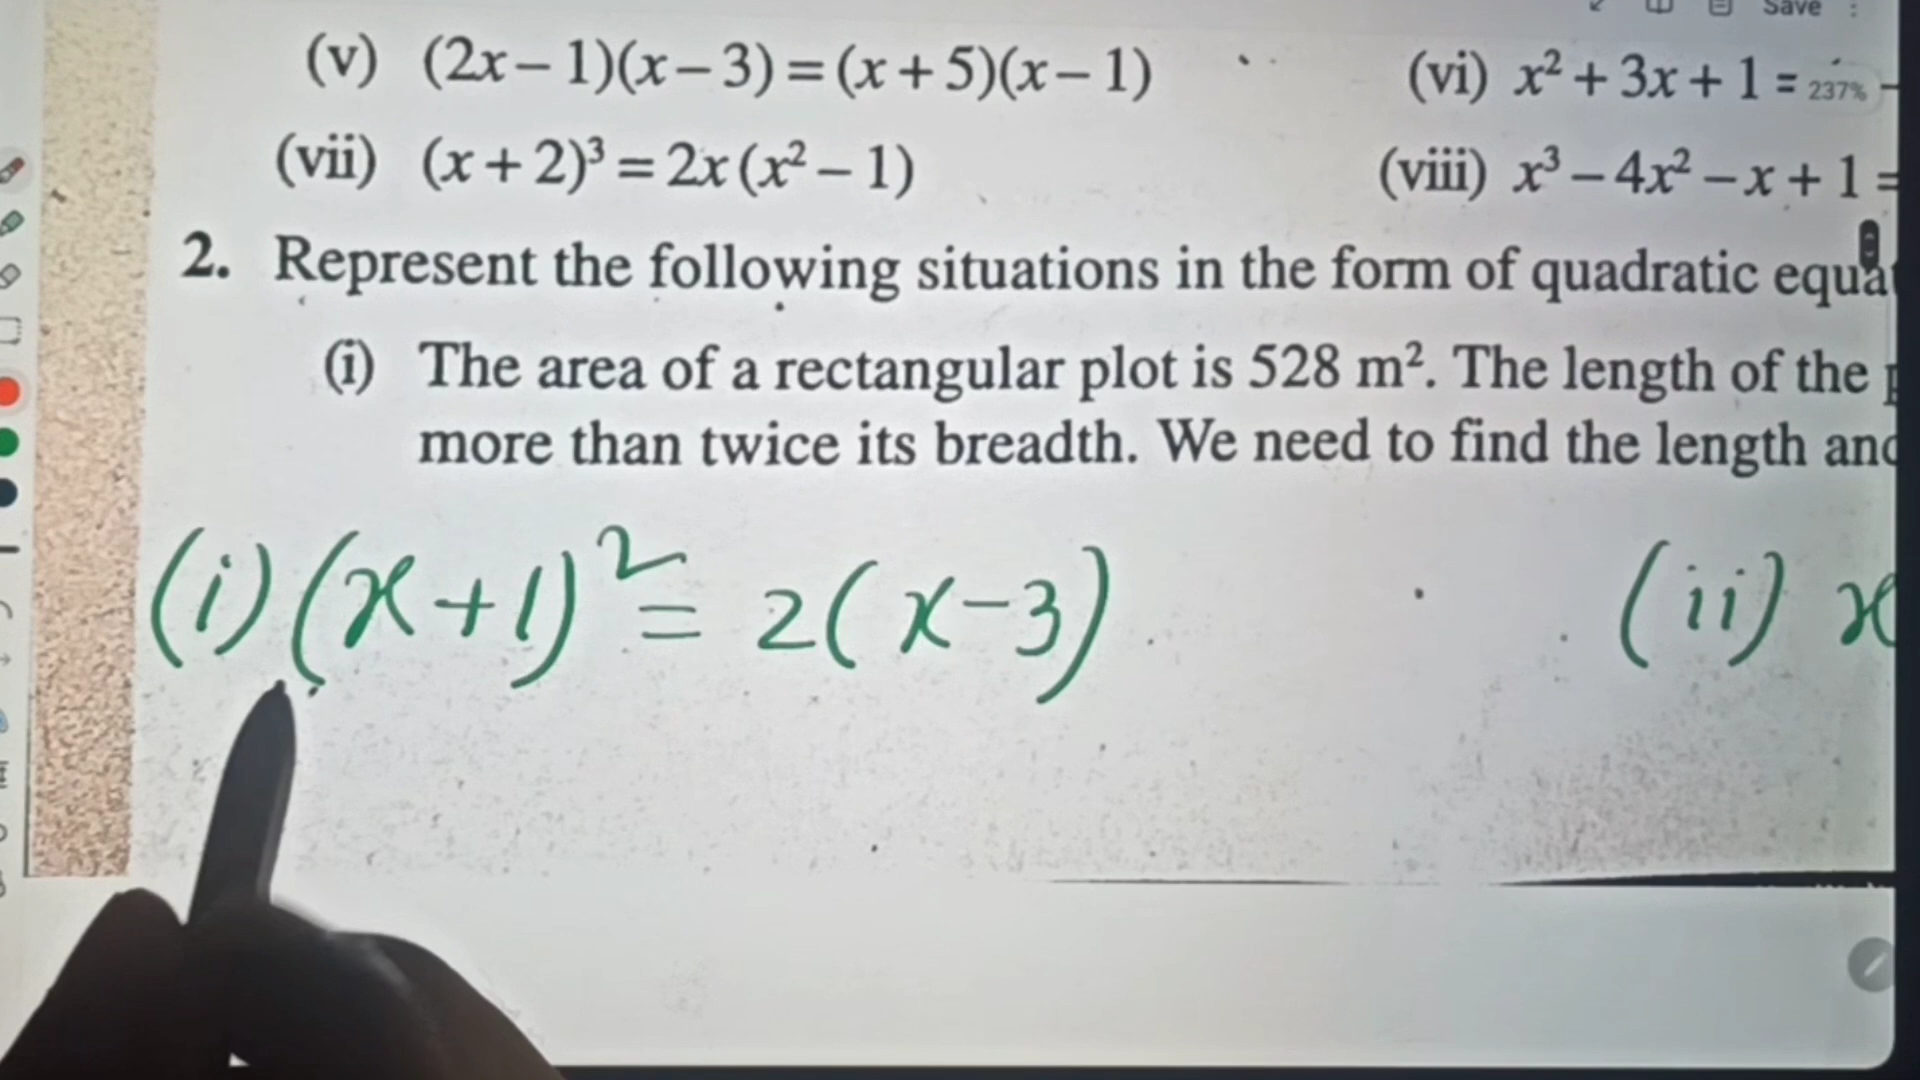 Save
(v) (2x – 1)(x – 3) = (x + 5)(x – 1) (vi) x² + 3x + 1 =
237%
(vii) (x + 2)³ = 2x (x² – 1) (viii) x³ – 4x² – x + 1 =
2. Represent the following situations in the form of quadratic
(i) The area of a rectangular plot is 528 m². The length of the
more than twice its breadth. We need to find the length
(i) (x+1)² = 2(x-3) (ii) x